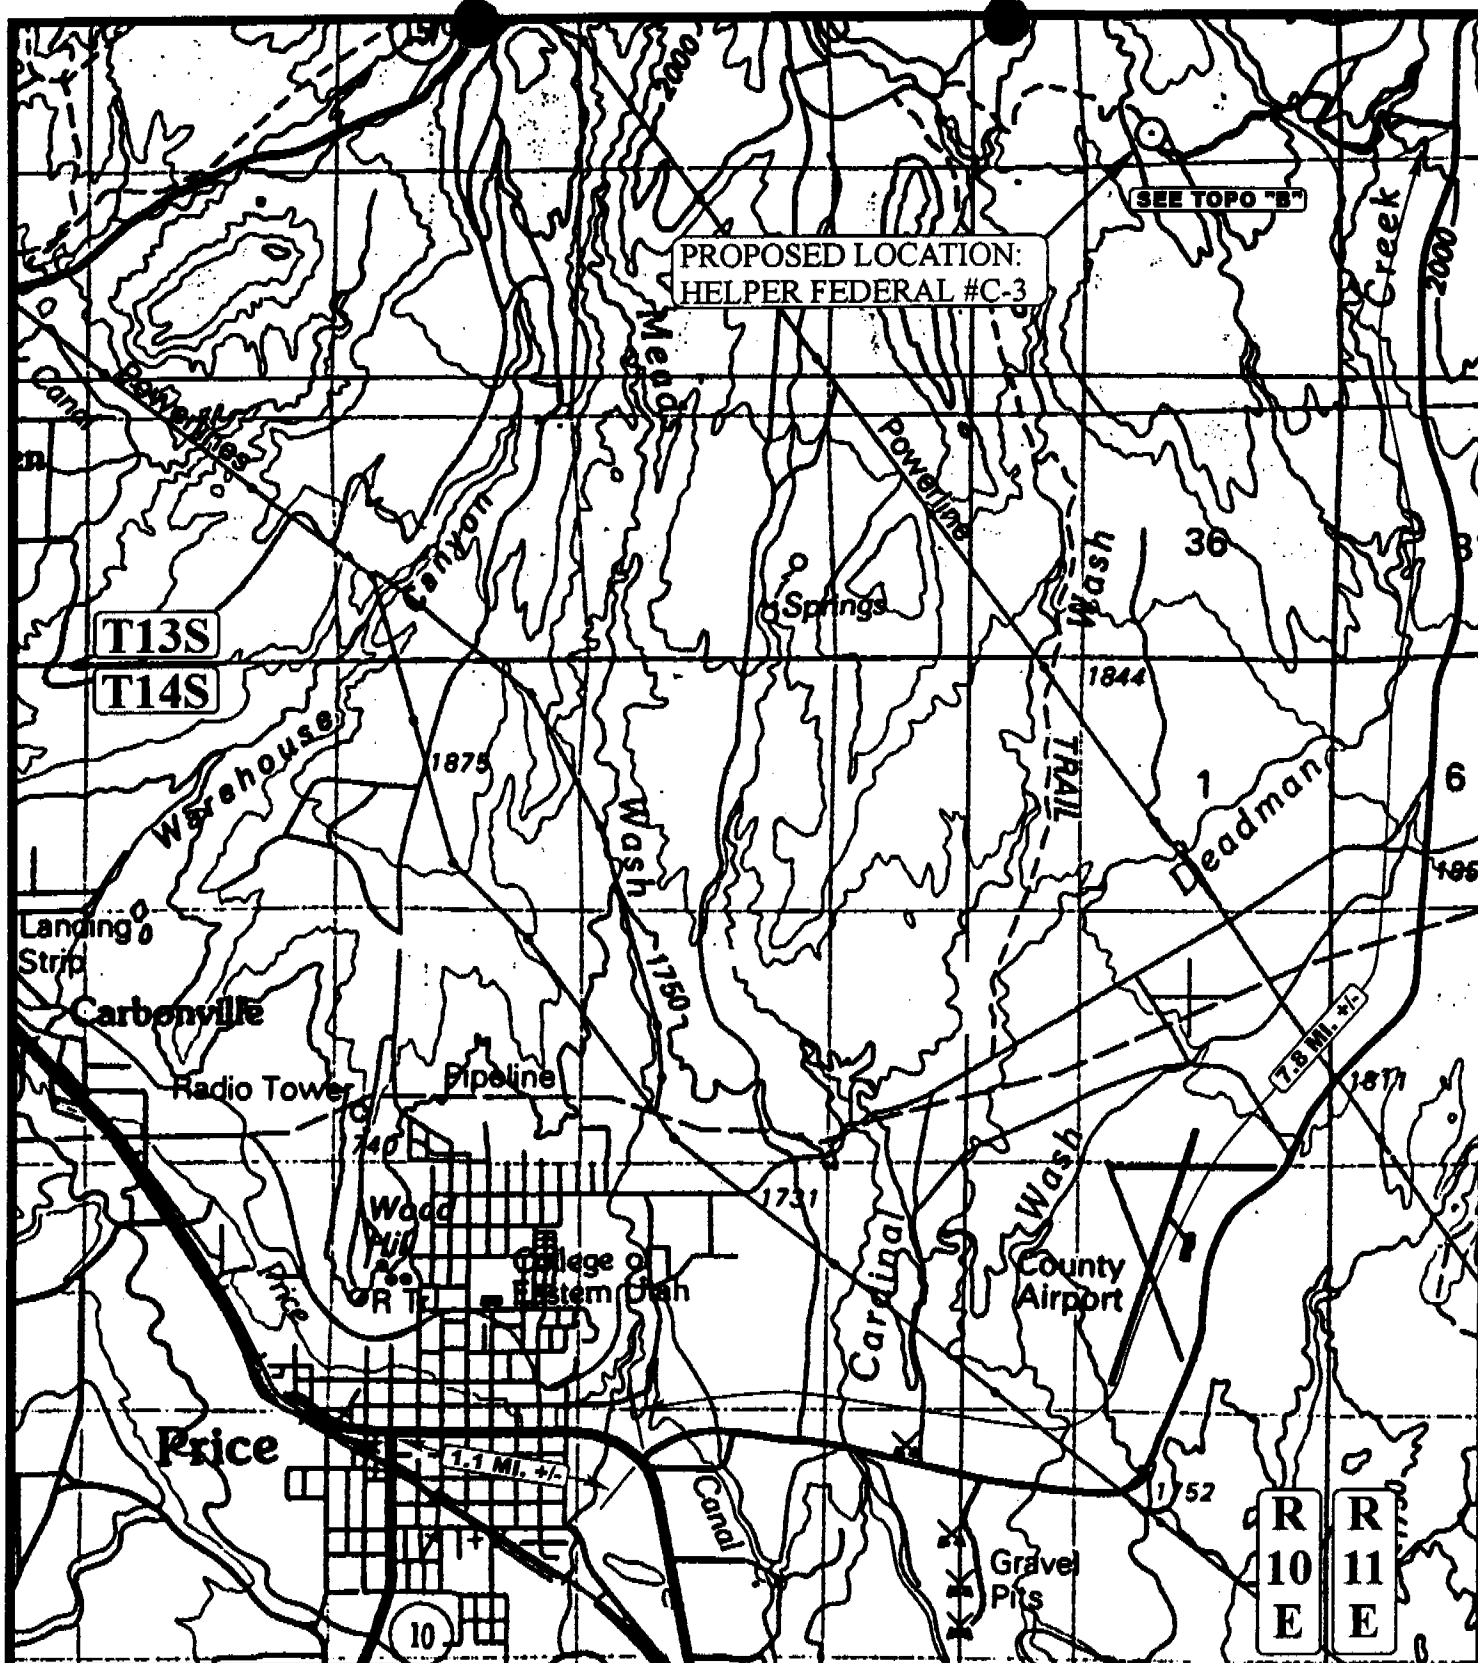 2000
SEE TOPO "B"
Creek
2000
PROPOSED LOCATION:
HELPER FEDERAL #C-3
Meads
Canal
Powerlines
Powerline
Canyon
Wash
36
Springs
T13S
T14S
1844
Warehouse
1875
TRAIL
1
6
Deadman
Wash
Landing
Strip
1750
Carbonville
7.8 MI. +/-
Radio Tower
Pipeline
1811
740
Wash
1731
Wood
Hill
Cardinal
College of
Eastern Utah
County
Airport
Price
Price
1.1 MI. +/-
Canal
1752
R
10
E
R
11
E
Gravel
Pits
10